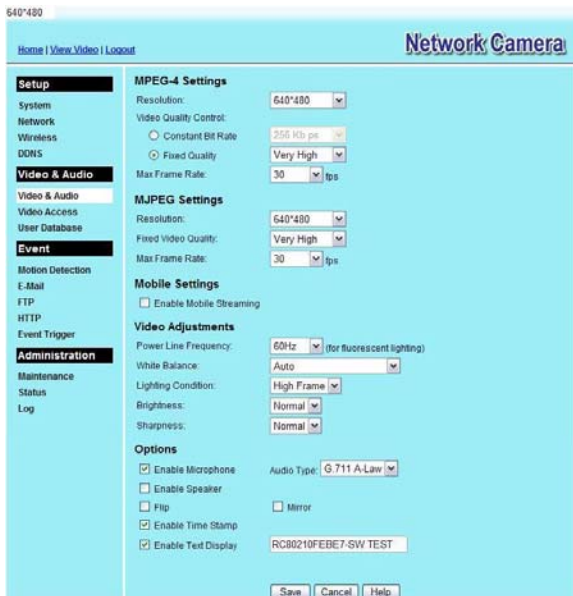 640*480
Home | View Video | Logout
Network Camera
Setup
System
Network
Wireless
DDNS
Video & Audio
Video & Audio
Video Access
User Database
Event
Motion Detection
E-Mail
FTP
HTTP
Event Trigger
Administration
Maintenance
Status
Log
MPEG-4 Settings
Resolution: 640*480
Video Quality Control:
Constant Bit Rate 256 Kbps
Fixed Quality Very High
Max Frame Rate: 30 fps
MJPEG Settings
Resolution: 640*480
Fixed Video Quality: Very High
Max Frame Rate: 30 fps
Mobile Settings
Enable Mobile Streaming
Video Adjustments
Power Line Frequency: 60Hz (for fluorescent lighting)
White Balance: Auto
Lighting Condition: High Frame
Brightness: Normal
Sharpness: Normal
Options
Enable Microphone Audio Type: G.711 A-Law
Enable Speaker
Flip Mirror
Enable Time Stamp
Enable Text Display RC80210FEBE7-SW TEST
Save Cancel Help